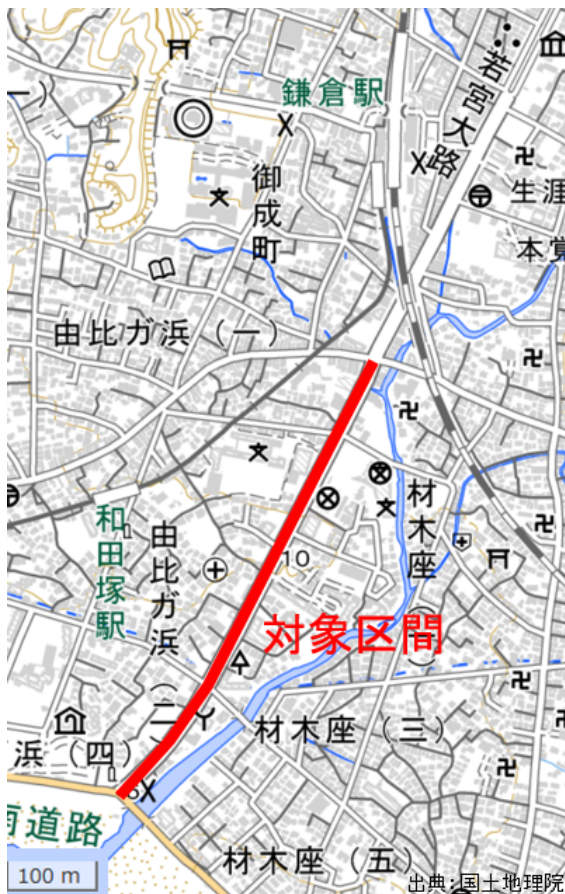 鎌倉駅
若宮大路
御成町
生涯
本覚
由比ガ浜(一)
和田塚駅
由比ガ浜(二)
材木座
10
対象区間
材木座(三)
浜(四)
道路
材木座(五)
100 m
出典:国土地理院